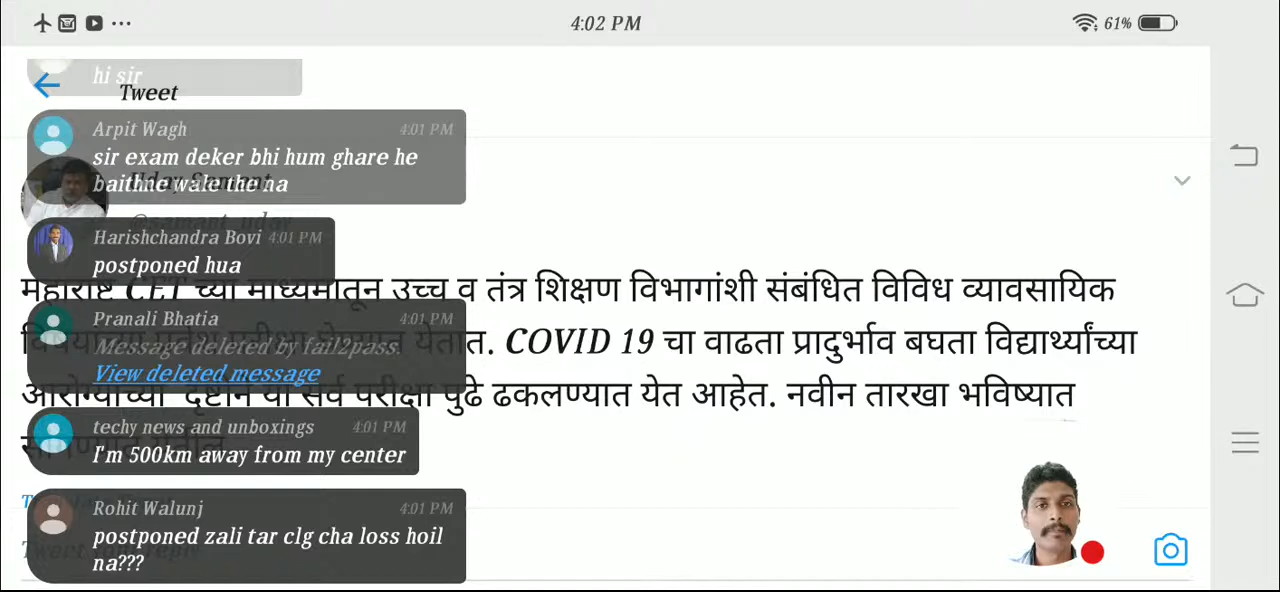 4:02 PM
61%
hi sir
Tweet
Arpit Wagh 4:01 PM
sir exam deker bhi hum ghare he
baithne wale the na
Uday Samant
@samant_uday
Harishchandra Bovi 4:01 PM
postponed hua
महाराष्ट्र CET च्या माध्यमातून उच्च व तंत्र शिक्षण विभागांशी संबंधित विविध व्यावसायिक
Pranali Bhatia 4:01 PM
येतात. COVID 19 चा वाढता प्रादुर्भाव बघता विद्यार्थ्यांच्या
Message deleted by fail2pass.
View deleted message
सर्व परीक्षा पुढे ढकलण्यात येत आहेत. नवीन तारखा भविष्यात
techy news and unboxings 4:01 PM
I'm 500km away from my center
Rohit Walunj 4:01 PM
postponed zali tar clg cha loss hoil
na???